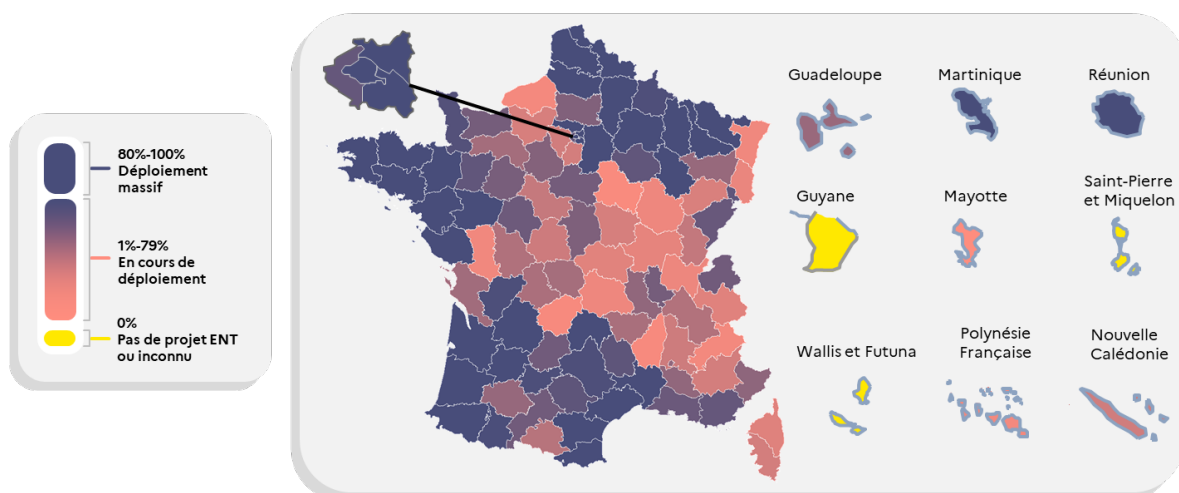 80%-100%
Déploiement
massif
1%-79%
En cours de
déploiement
0%
Pas de projet ENT
ou inconnu
Guadeloupe
Martinique
Réunion
Guyane
Mayotte
Saint-Pierre
et Miquelon
Wallis et Futuna
Polynésie
Française
Nouvelle
Calédonie